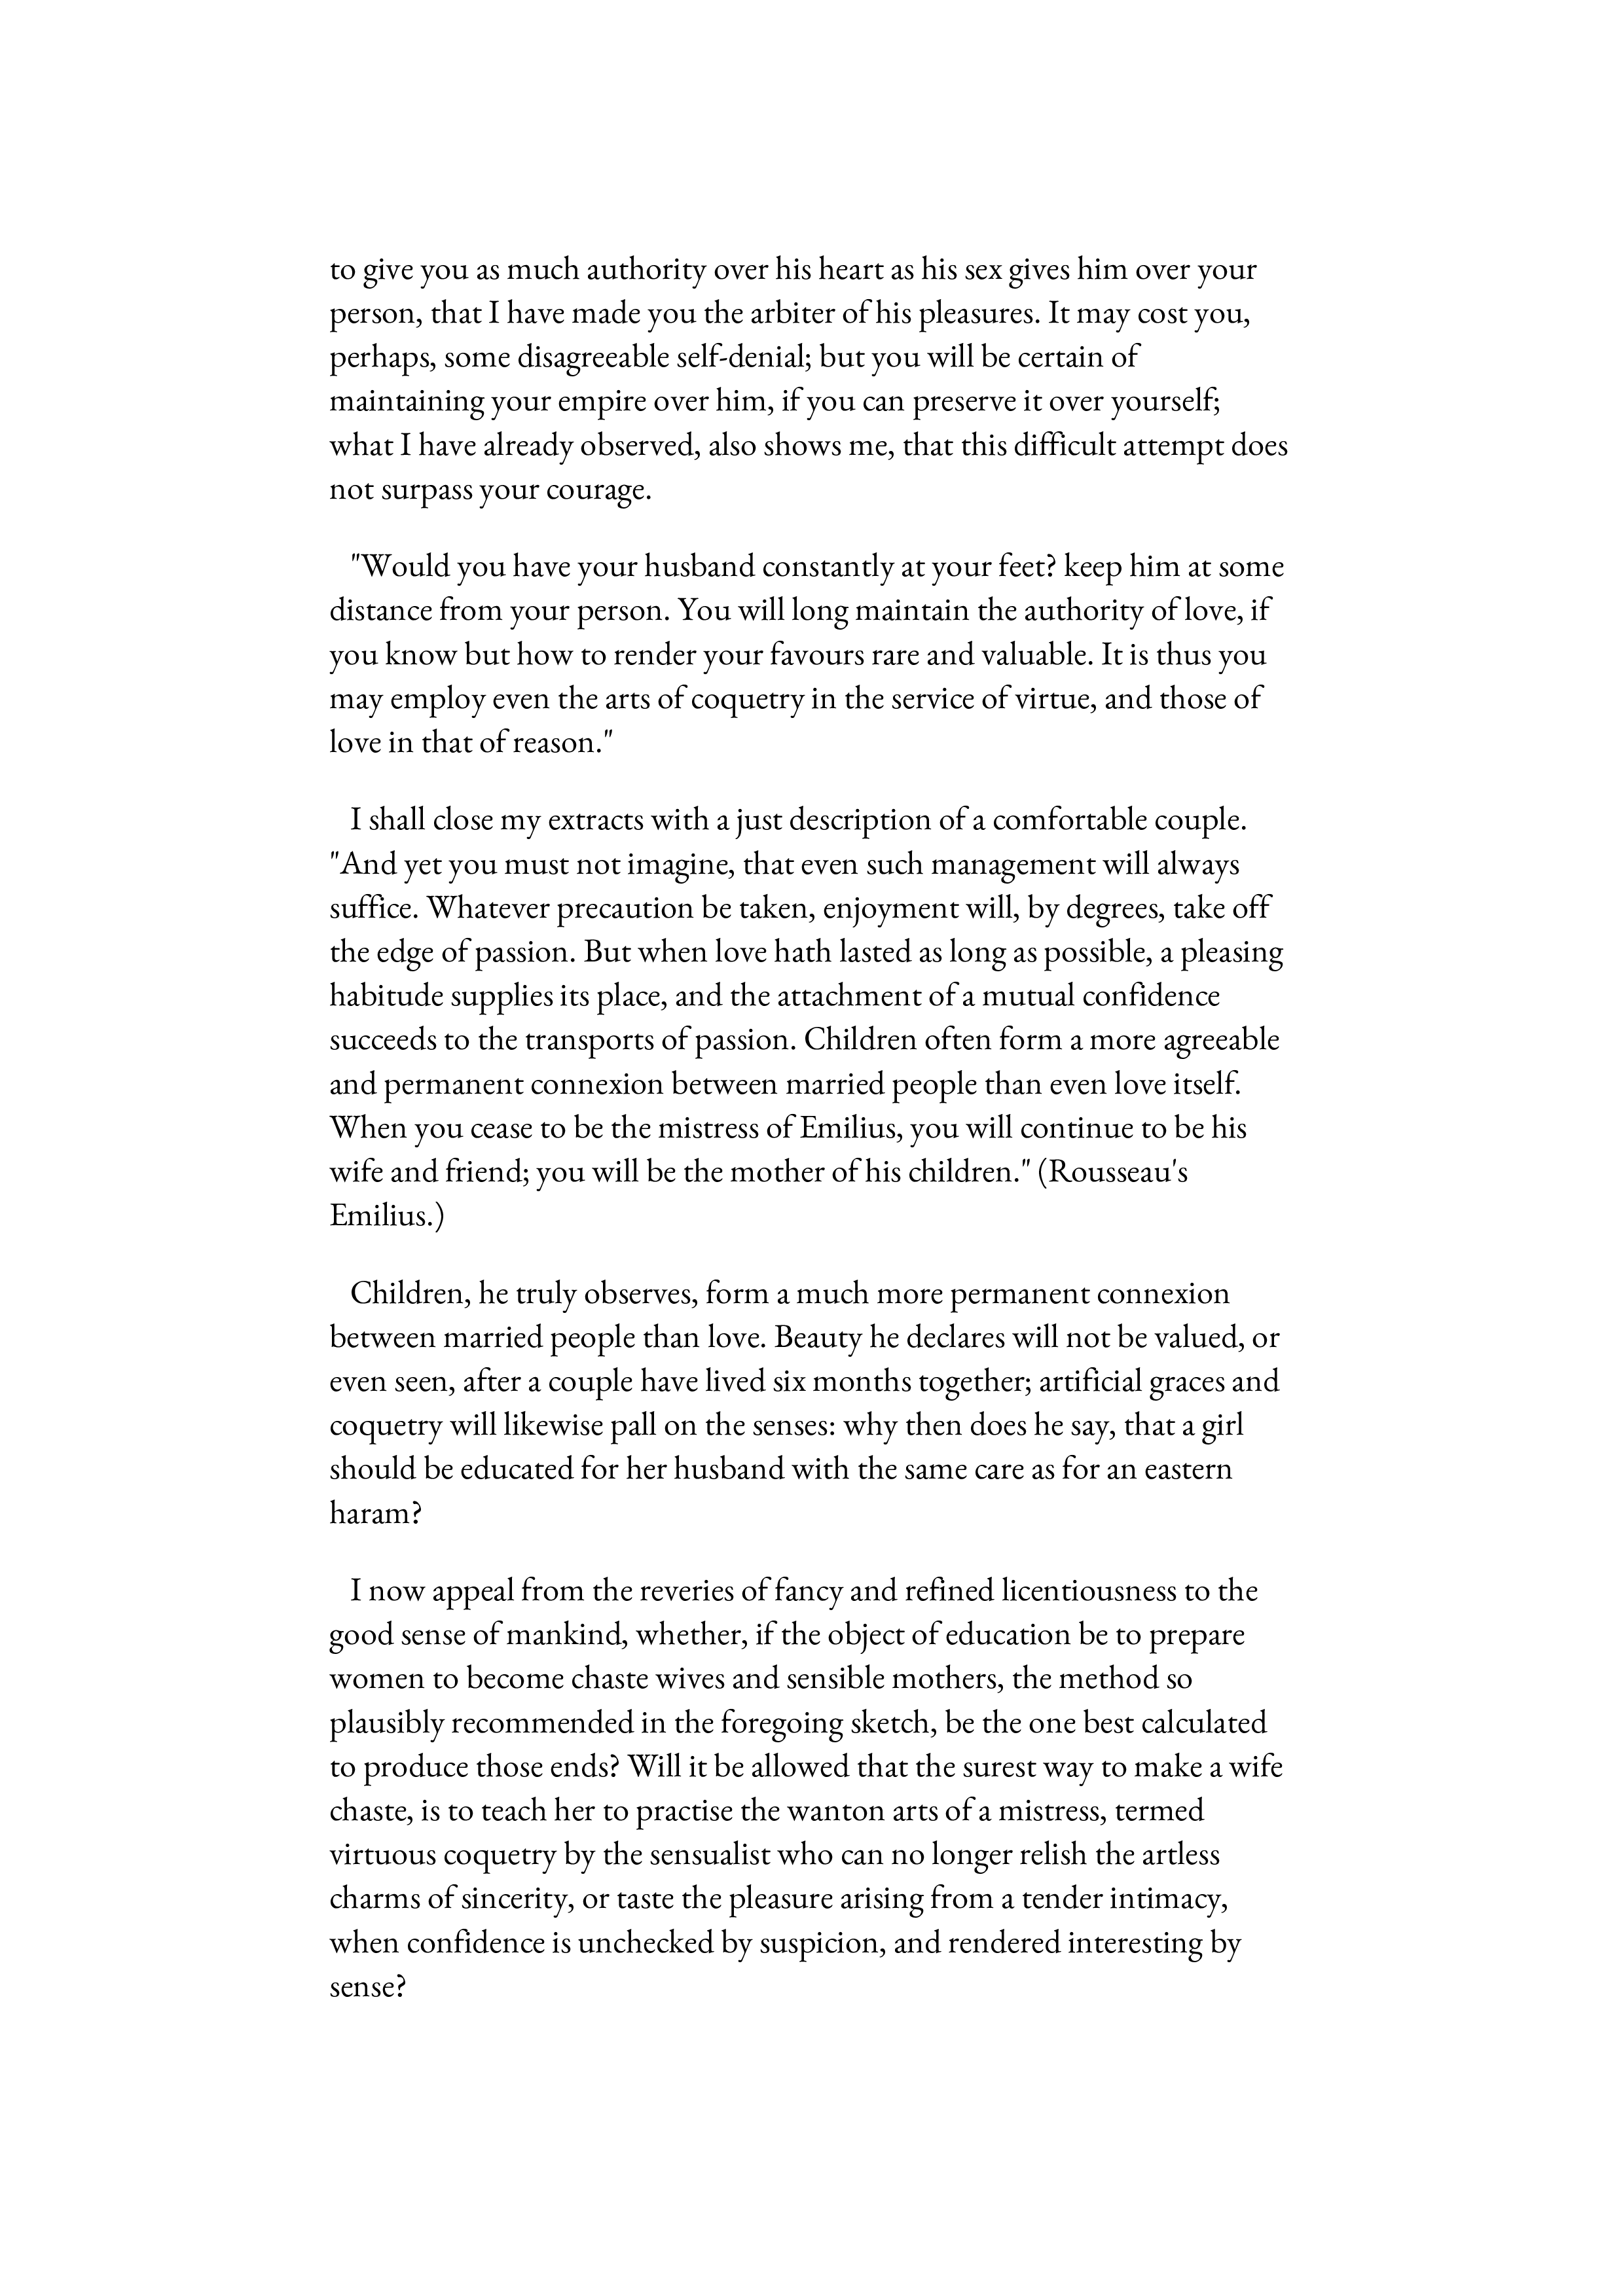 to give you as much authority over his heart as his sex gives him over your
person, that I have made you the arbiter of his pleasures. It may cost you,
perhaps, some disagreeable self-denial; but you will be certain of
maintaining your empire over him, if you can preserve it over yourself;
what I have already observed, also shows me, that this difficult attempt does
not surpass your courage.
"Would you have your husband constantly at your feet? keep him at some
distance from your person. You will long maintain the authority of love, if
you know but how to render your favours rare and valuable. It is thus you
may employ even the arts of coquetry in the service of virtue, and those of
love in that of reason."
I shall close my extracts with a just description of a comfortable couple.
"And yet you must not imagine, that even such management will always
suffice. Whatever precaution be taken, enjoyment will, by degrees, take off
the edge of passion. But when love hath lasted as long as possible, a pleasing
habitude supplies its place, and the attachment of a mutual confidence
succeeds to the transports of passion. Children often form a more agreeable
and permanent connexion between married people than even love itself.
When you cease to be the mistress of Emilius, you will continue to be his
wife and friend; you will be the mother of his children." (Rousseau's
Emilius.)
Children, he truly observes, form a much more permanent connexion
between married people than love. Beauty he declares will not be valued, or
even seen, after a couple have lived six months together; artificial graces and
coquetry will likewise pall on the senses: why then does he say, that a girl
should be educated for her husband with the same care as for an eastern
haram?
I now appeal from the reveries of fancy and refined licentiousness to the
good sense of mankind, whether, if the object of education be to prepare
women to become chaste wives and sensible mothers, the method so
plausibly recommended in the foregoing sketch, be the one best calculated
to produce those ends? Will it be allowed that the surest way to make a wife
chaste, is to teach her to practise the wanton arts of a mistress, termed
virtuous coquetry by the sensualist who can no longer relish the artless
charms of sincerity, or taste the pleasure arising from a tender intimacy,
when confidence is unchecked by suspicion, and rendered interesting by
sense?